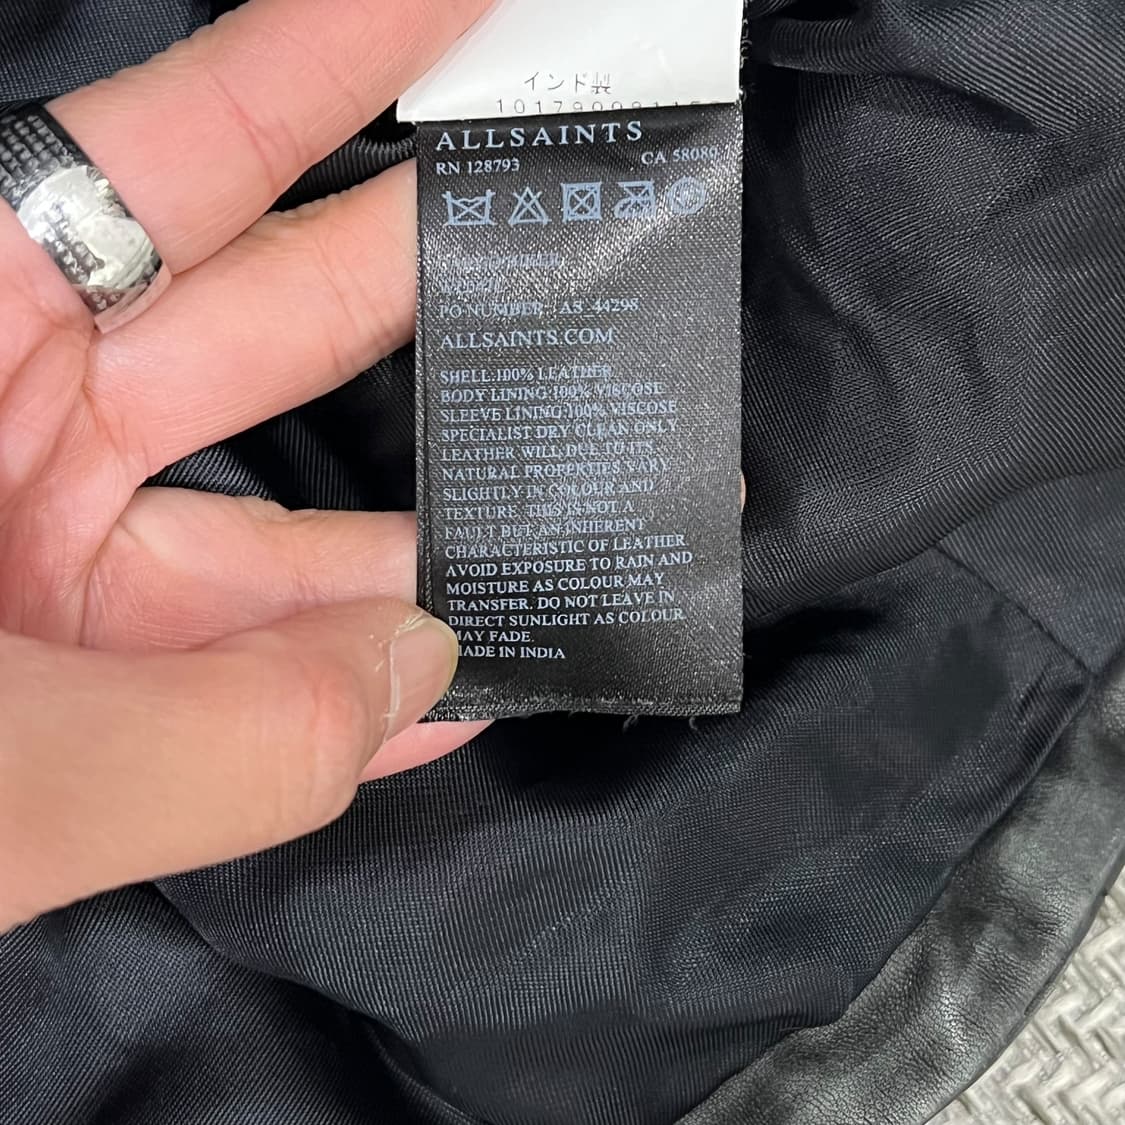 インド製
ALLSAINTS
RN 128793
CA 58080
PO NUMBER: AS 44298
ALLSAINTS.COM
SHELL:100% LEATHER
BODY LINING:100% VISCOSE
SLEEVE LINING:100% VISCOSE
SPECIALIST DRY CLEAN ONLY
LEATHER WILL DUE TO ITS
NATURAL PROPERTIES VARY
SLIGHTLY IN COLOUR AND
TEXTURE. THIS IS NOT A
FAULT BUT AN INHERENT
CHARACTERISTIC OF LEATHER
AVOID EXPOSURE TO RAIN AND
MOISTURE AS COLOUR MAY
TRANSFER. DO NOT LEAVE IN
DIRECT SUNLIGHT AS COLOUR
MAY FADE.
MADE IN INDIA